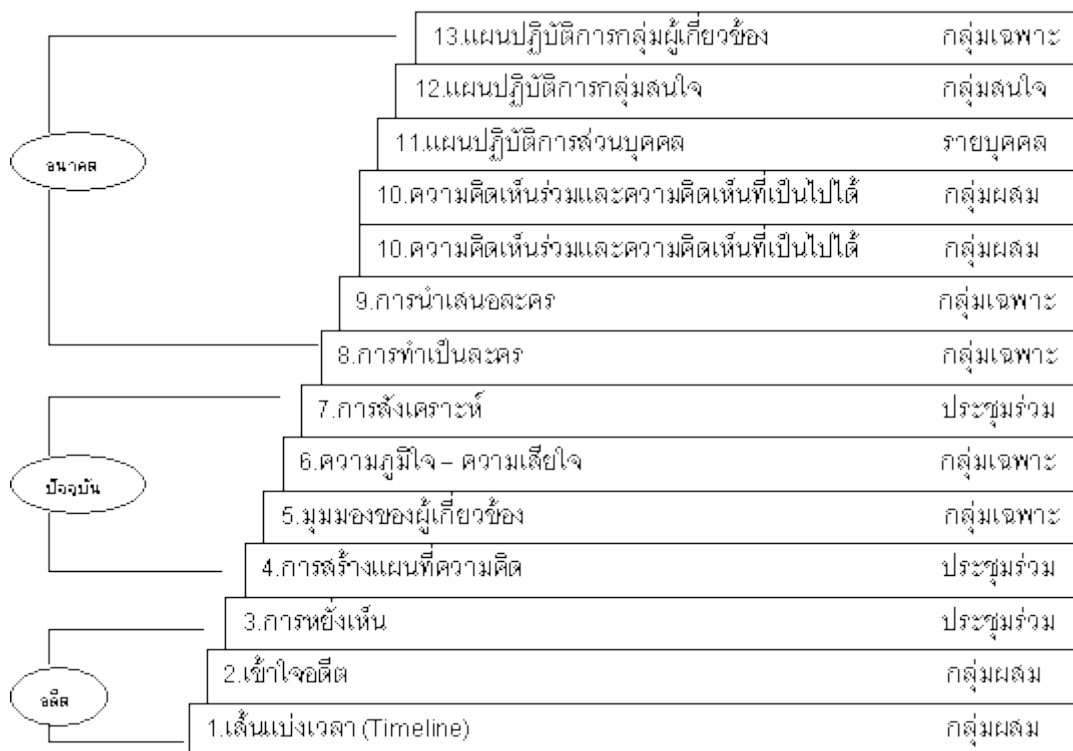 13.แผนปฏิบัติการกลุ่มผู้เกี่ยวข้อง กลุ่มเฉพาะ
12.แผนปฏิบัติการกลุ่มสนใจ กลุ่มสนใจ
11.แผนปฏิบัติการส่วนบุคคล รายบุคคล
อนาคต
10.ความคิดเห็นร่วมและความคิดเห็นที่เป็นไปได้ กลุ่มผสม
10.ความคิดเห็นร่วมและความคิดเห็นที่เป็นไปได้ กลุ่มผสม
9.การนำเสนอละคร กลุ่มเฉพาะ
8.การทำเป็นละคร กลุ่มเฉพาะ
7.การสังเคราะห์ ประชุมร่วม
6.ความภูมิใจ – ความเสียใจ กลุ่มเฉพาะ
ปัจจุบัน
5.มุมมองของผู้เกี่ยวข้อง กลุ่มเฉพาะ
4.การสร้างแผนที่ความคิด ประชุมร่วม
3.การหยั่งเห็น ประชุมร่วม
2.เข้าใจอดีต กลุ่มผสม
อดีต
1.เส้นแบ่งเวลา (Timeline) กลุ่มผสม